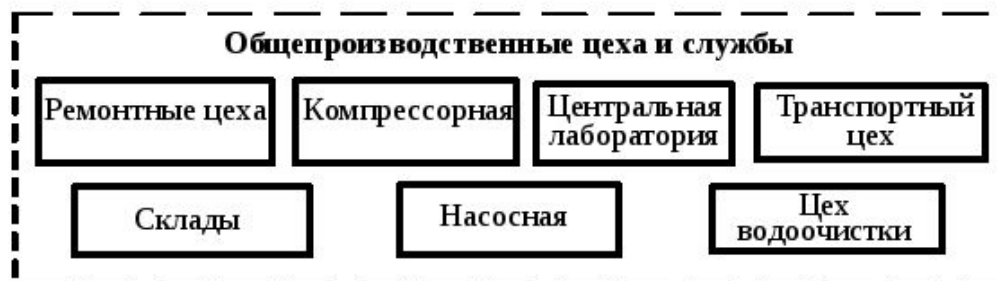 Общепроизводственные цеха и службы
Ремонтные цеха
Компрессорная
Центральная
лаборатория
Транспортный
цех
Склады
Насосная
Цех
водоочистки